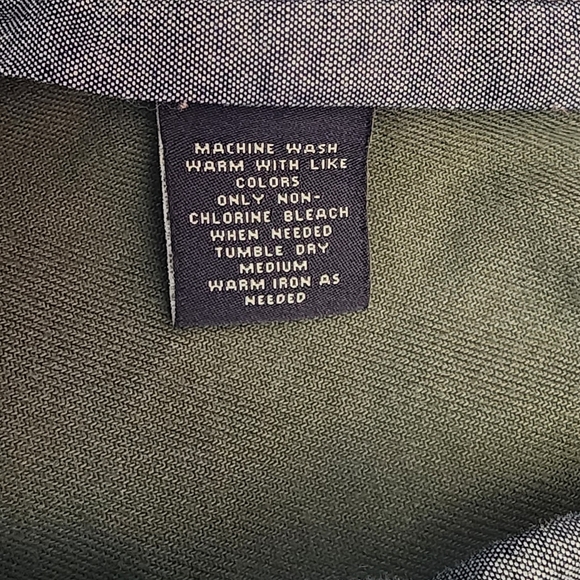 MACHINE WASH
WARM WITH LIKE
COLORS
ONLY NON-
CHLORINE BLEACH
WHEN NEEDED
TUMBLE DRY
MEDIUM
WARM IRON AS
NEEDED